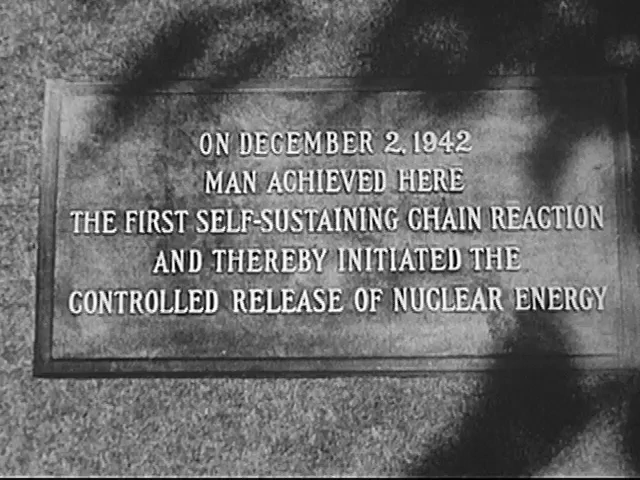 ON DECEMBER 2, 1942
MAN ACHIEVED HERE
THE FIRST SELF-SUSTAINING CHAIN REACTION
AND THEREBY INITIATED THE
CONTROLLED RELEASE OF NUCLEAR ENERGY